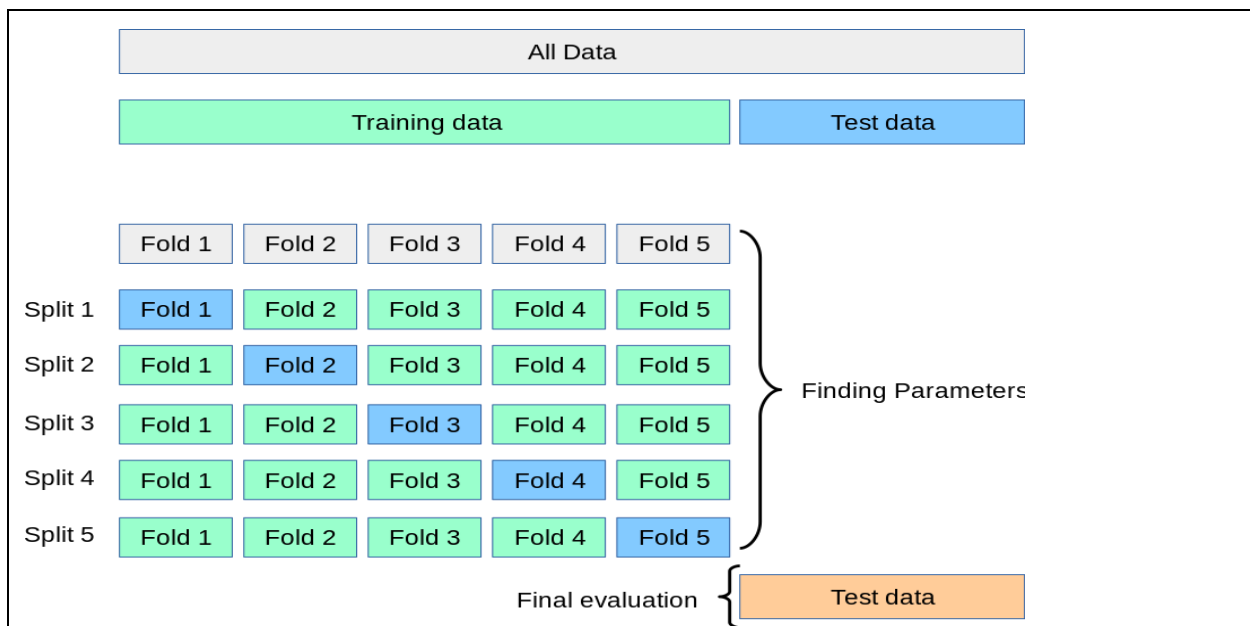 All Data
Training data Test data
Fold 1 Fold 2 Fold 3 Fold 4 Fold 5
Split 1 Fold 1 Fold 2 Fold 3 Fold 4 Fold 5
Split 2 Fold 1 Fold 2 Fold 3 Fold 4 Fold 5
Finding Parameters
Split 3 Fold 1 Fold 2 Fold 3 Fold 4 Fold 5
Split 4 Fold 1 Fold 2 Fold 3 Fold 4 Fold 5
Split 5 Fold 1 Fold 2 Fold 3 Fold 4 Fold 5
Final evaluation Test data